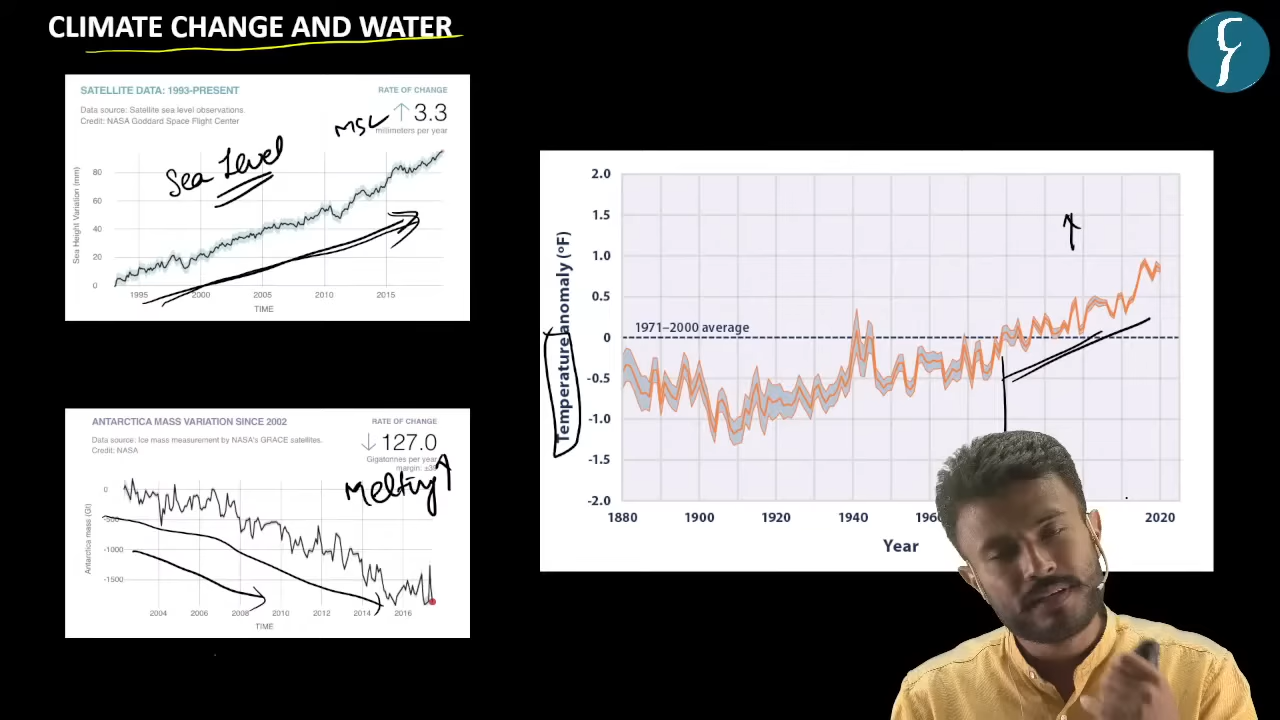 CLIMATE CHANGE AND WATER
SATELLITE DATA: 1993-PRESENT
Data source: Satellite sea level observations.
Credit: NASA Goddard Space Flight Center
RATE OF CHANGE
↑ 3.3
millimeters per year
MSL
Sea Level
Sea Height Variation (mm)
80
60
40
20
0
1995 2000 2005 2010 2015
TIME
ANTARCTICA MASS VARIATION SINCE 2002
Data source: Ice mass measurement by NASA's GRACE satellites.
Credit: NASA
RATE OF CHANGE
↓ 127.0
Gigatonnes per year
margin:
Melting ↑
Antarctica mass (Gt)
0
-500
-1000
-1500
2004 2006 2008 2010 2012 2014 2016
TIME
Temperature anomaly (ºF)
2.0
1.5
1.0
0.5
0
-0.5
-1.0
-1.5
-2.0
1971–2000 average
1880 1900 1920 1940 2020
Year